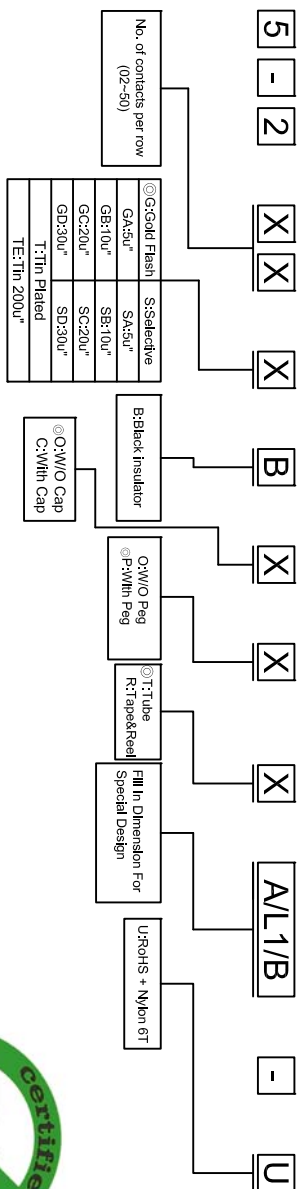 5 - 2 X X X B X X X A/L1/B - U
No. of contacts per row
(02~50)
◎G:Gold Flash S:Selective
GA:5u" SA:5u"
GB:10u" SB:10u"
GC:20u" SC:20u"
GD:30u" SD:30u"
T:Tin Plated
TE:Tin 200u"
B:Black insulator
◎O:W/O Cap
C:With Cap
O:W/O Peg
◎P:With Peg
◎T:Tube
R:Tape&Reel
Fill In Dimension For
Special Design
U:RoHS + Nylon 6T